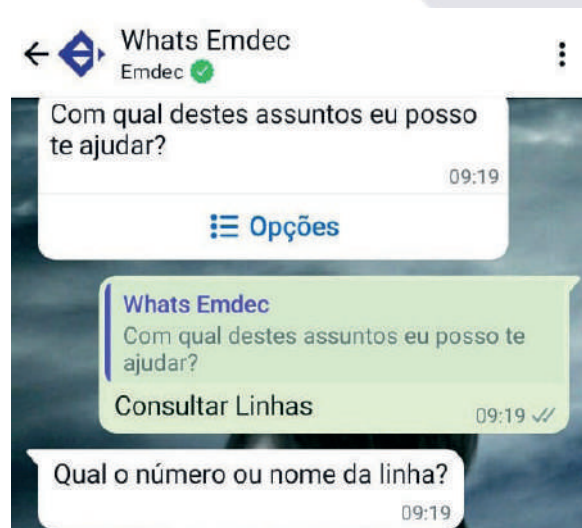 Whats Emdec
Emdec
Com qual destes assuntos eu posso
te ajudar?
09:19
Opções
Whats Emdec
Com qual destes assuntos eu posso te
ajudar?
Consultar Linhas
09:19
Qual o número ou nome da linha?
09:19